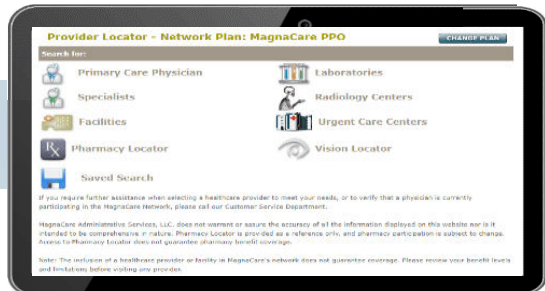 Provider Locator - Network Plan: MagnaCare PPO
CHANGE PLAN
Search for:
Primary Care Physician
Laboratories
Specialists
Radiology Centers
Facilities
Urgent Care Centers
Rx
Pharmacy Locator
Vision Locator
Saved Search
If you require further assistance when selecting a healthcare provider to meet your needs, or to verify that a physician is currently
participating in the MagnaCare Network, please call our Customer Service Department.
MagnaCare Administrative Services, LLC. does not warrant or assure the accuracy of all the information displayed on this website nor is it
intended to be comprehensive in nature. Pharmacy Locator is provided as a reference only, and pharmacy participation is subject to change.
Access to Pharmacy Locator does not guarantee pharmacy benefit coverage.
Note: The inclusion of a healthcare provider or facility in MagnaCare's network does not guarantee coverage. Please review your benefit levels
and limitations before visiting any provider.